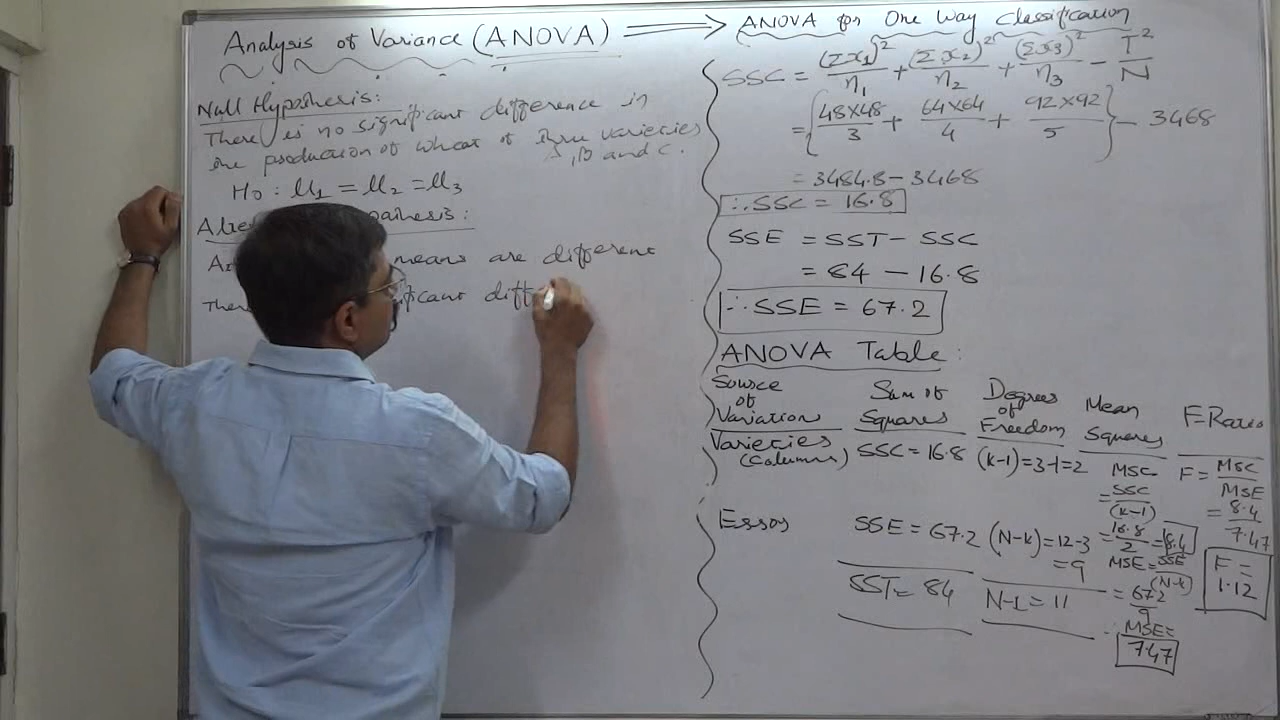 Analysis of Variance (ANOVA) ⟹ ANOVA for One Way Classification
Null Hypothesis:
There is no significant difference in
the production of wheat of three varieties
A, B and C.
H₀ : μ₁ = μ₂ = μ₃
means are different
There
diff
SSC = (Σx₁)²/n₁ + (Σx₂)²/n₂ + (Σx₃)²/n₃ − T²/N
= {48×48/3 + 64×64/4 + 92×92/5} − 3468
= 3484.8 − 3468
∴ SSC = 16.8
SSE = SST − SSC
= 84 − 16.8
∴ SSE = 67.2
ANOVA Table:
Source of Variation Sum of Squares Degrees of Freedom Mean Squares F-Ratio
Varieties (Columns) SSC = 16.8 (k−1) = 3−1 = 2 MSC = SSC/(k−1) = 16.8/2 = 8.4 F = MSC/MSE = 8.4/7.47
F = 1.12
Error SSE = 67.2 (N−k) = 12−3 = 9 MSE = SSE/(N−k) = 67.2/9
∴ MSE = 7.47
SST = 84 N−1 = 11